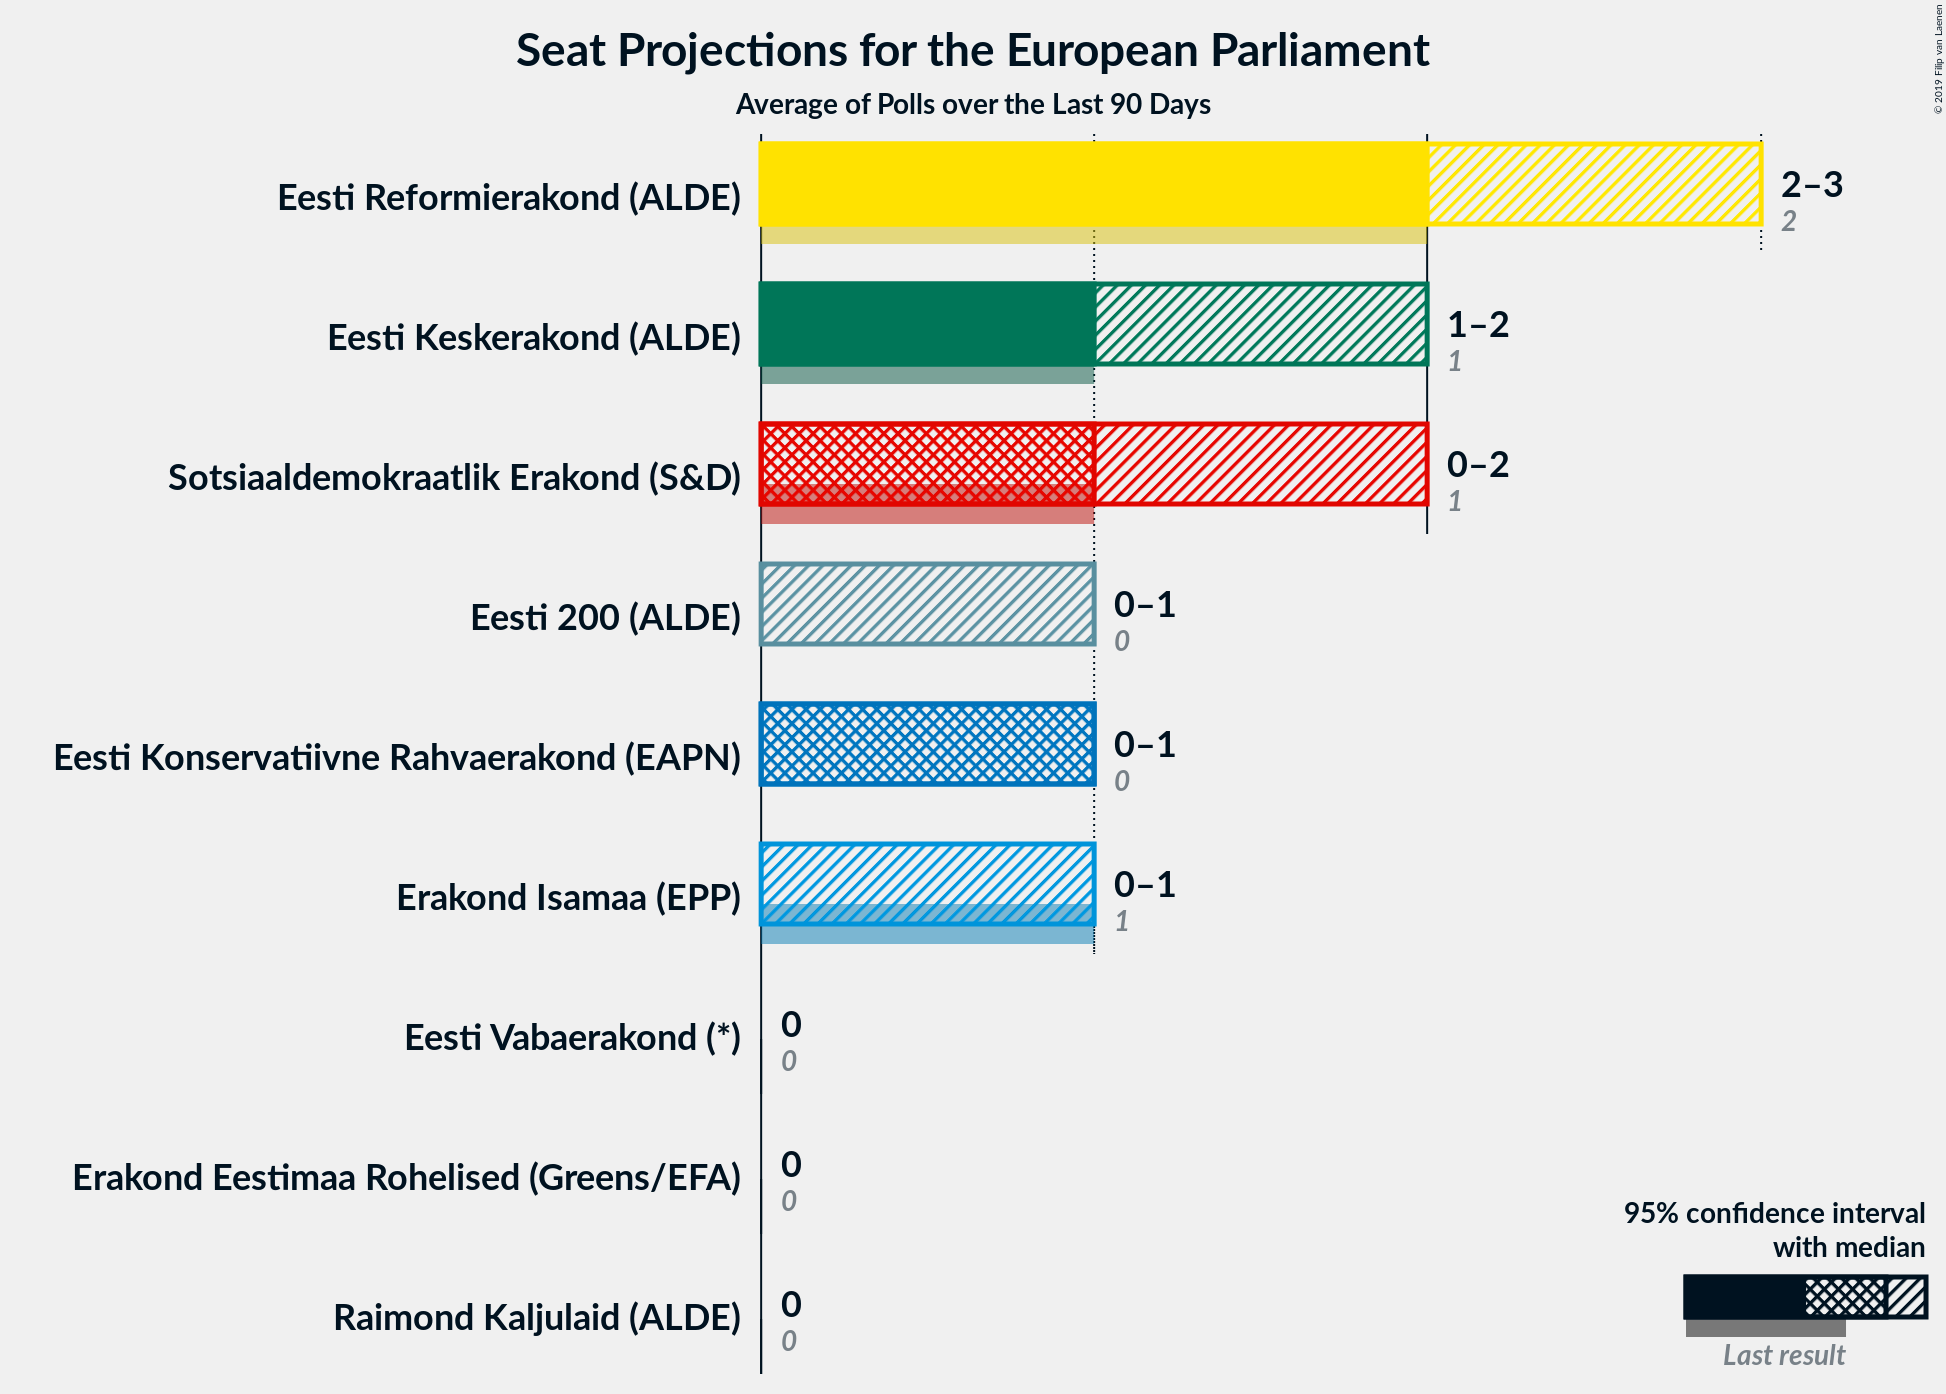 Seat Projections for the European Parliament
Average of Polls over the Last 90 Days
© 2019 Filip van Laenen
Eesti Reformierakond (ALDE)
2–3
2
Eesti Keskerakond (ALDE)
1–2
1
Sotsiaaldemokraatlik Erakond (S&D)
0–2
1
Eesti 200 (ALDE)
0–1
0
Eesti Konservatiivne Rahvaerakond (EAPN)
0–1
0
Erakond Isamaa (EPP)
0–1
1
Eesti Vabaerakond (*)
0
0
Erakond Eestimaa Rohelised (Greens/EFA)
0
0
Raimond Kaljulaid (ALDE)
0
0
95% confidence interval
with median
Last result